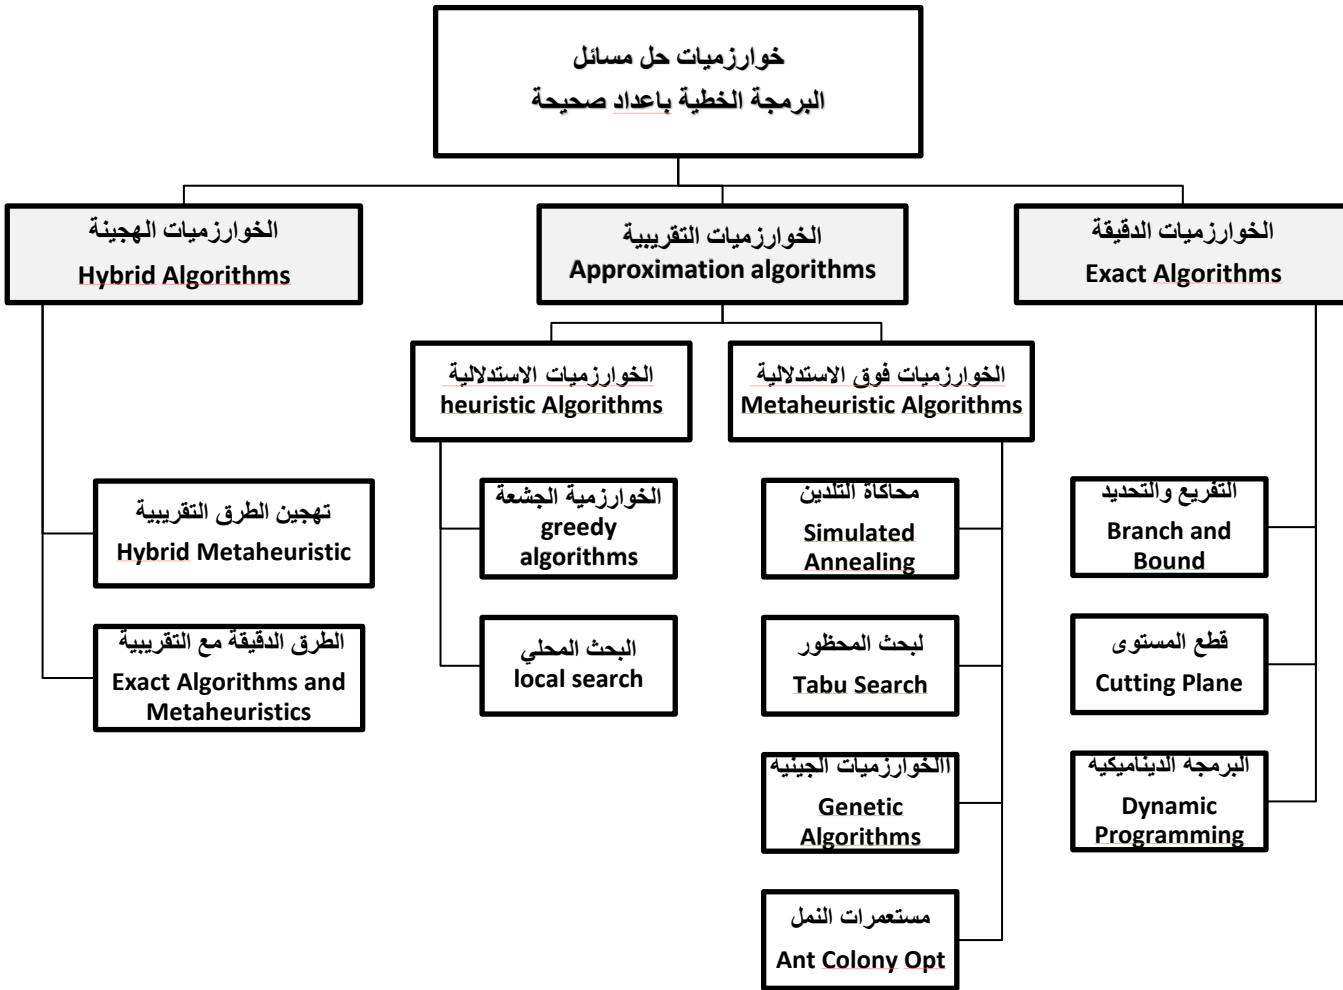 خوارزميات حل مسائل
البرمجة الخطية باعداد صحيحة
الخوارزميات الدقيقة
Exact Algorithms
الخوارزميات التقريبية
Approximation algorithms
الخوارزميات الهجينة
Hybrid Algorithms
الخوارزميات فوق الاستدلالية
Metaheuristic Algorithms
الخوارزميات الاستدلالية
heuristic Algorithms
التفريع والتحديد
Branch and
Bound
قطع المستوى
Cutting Plane
البرمجة الديناميكية
Dynamic
Programming
محاكاة التلدين
Simulated
Annealing
لبحث المحظور
Tabu Search
االخوارزميات الجينية
Genetic
Algorithms
مستعمرات النمل
Ant Colony Opt
الخوارزمية الجشعة
greedy
algorithms
البحث المحلي
local search
تهجين الطرق التقريبية
Hybrid Metaheuristic
الطرق الدقيقة مع التقريبية
Exact Algorithms and
Metaheuristics